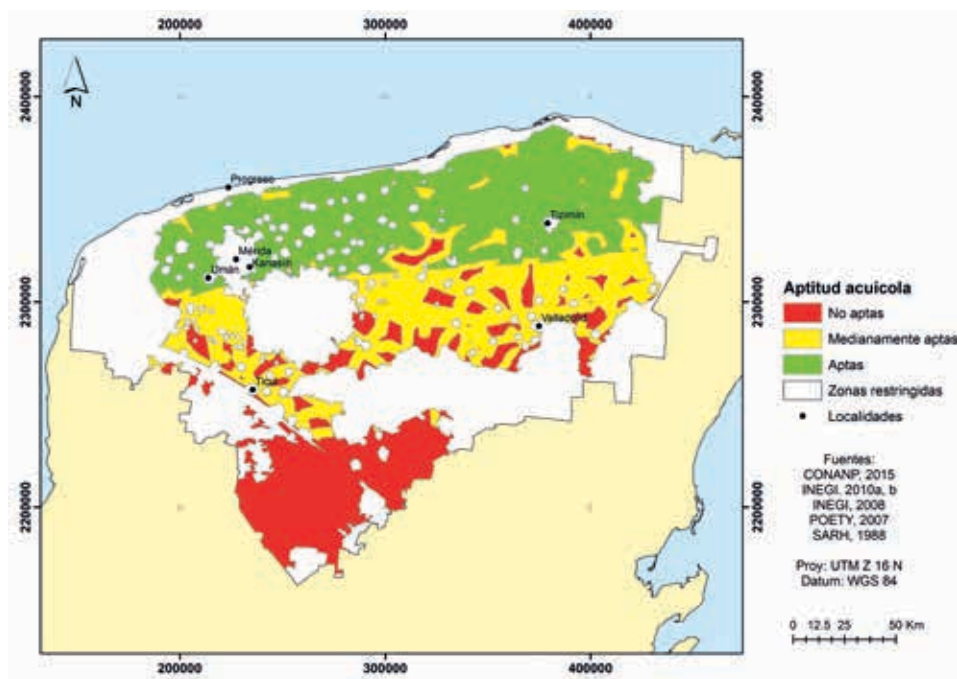 200000
300000
400000
2400000
2400000
N
Progreso
Tizimín
Mérida
Kanasín
Umán
2300000
2300000
Valladolid
Ticul
2200000
2200000
200000
300000
400000
Aptitud acuícola
No aptas
Medianamente aptas
Aptas
Zonas restringidas
Localidades
Fuentes:
CONANP, 2015
INEGI. 2010a, b
INEGI, 2008
POETY, 2007
SARH, 1988
Proy: UTM Z 16 N
Datum: WGS 84
0 12.5 25 50 Km